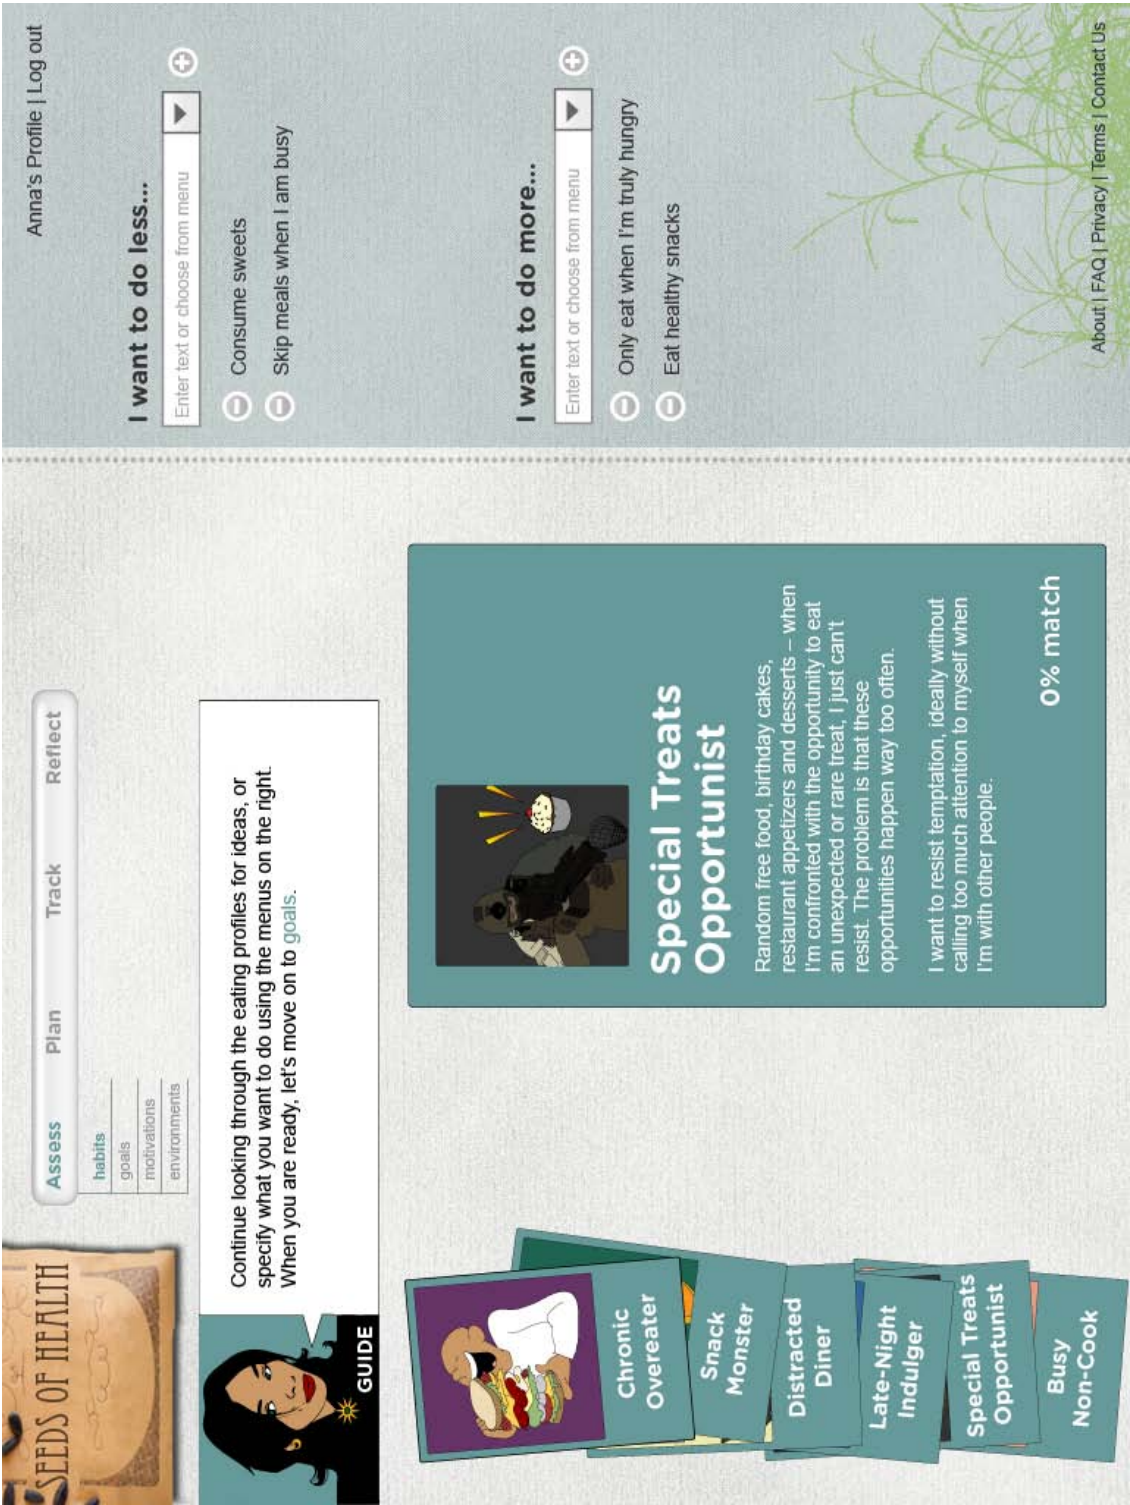 SEEDS OF HEALTH
Assess Plan Track Reflect
habits
goals
motivations
environments
Anna's Profile | Log out
GUIDE
Continue looking through the eating profiles for ideas, or
specify what you want to do using the menus on the right.
When you are ready, let's move on to goals.
Chronic
Overeater
Snack
Monster
Distracted
Diner
Late-Night
Indulger
Special Treats
Opportunist
Busy
Non-Cook
Special Treats
Opportunist
Random free food, birthday cakes,
restaurant appetizers and desserts – when
I'm confronted with the opportunity to eat
an unexpected or rare treat, I just can't
resist. The problem is that these
opportunities happen way too often.
I want to resist temptation, ideally without
calling too much attention to myself when
I'm with other people.
0% match
I want to do less...
Enter text or choose from menu
Consume sweets
Skip meals when I am busy
I want to do more...
Enter text or choose from menu
Only eat when I'm truly hungry
Eat healthy snacks
About | FAQ | Privacy | Terms | Contact Us